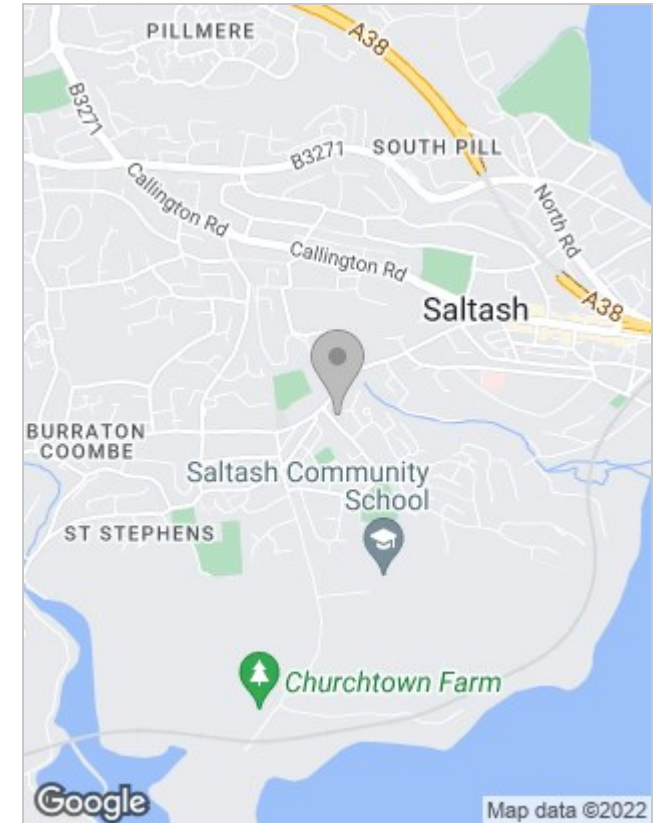 PILLMERE
A38
B3271
SOUTH PILL
B3271
Callington Rd
North Rd
Callington Rd
Saltash
A38
BURRATON
COOMBE
Saltash Community
School
ST STEPHENS
Churchtown Farm
Google
Map data ©2022